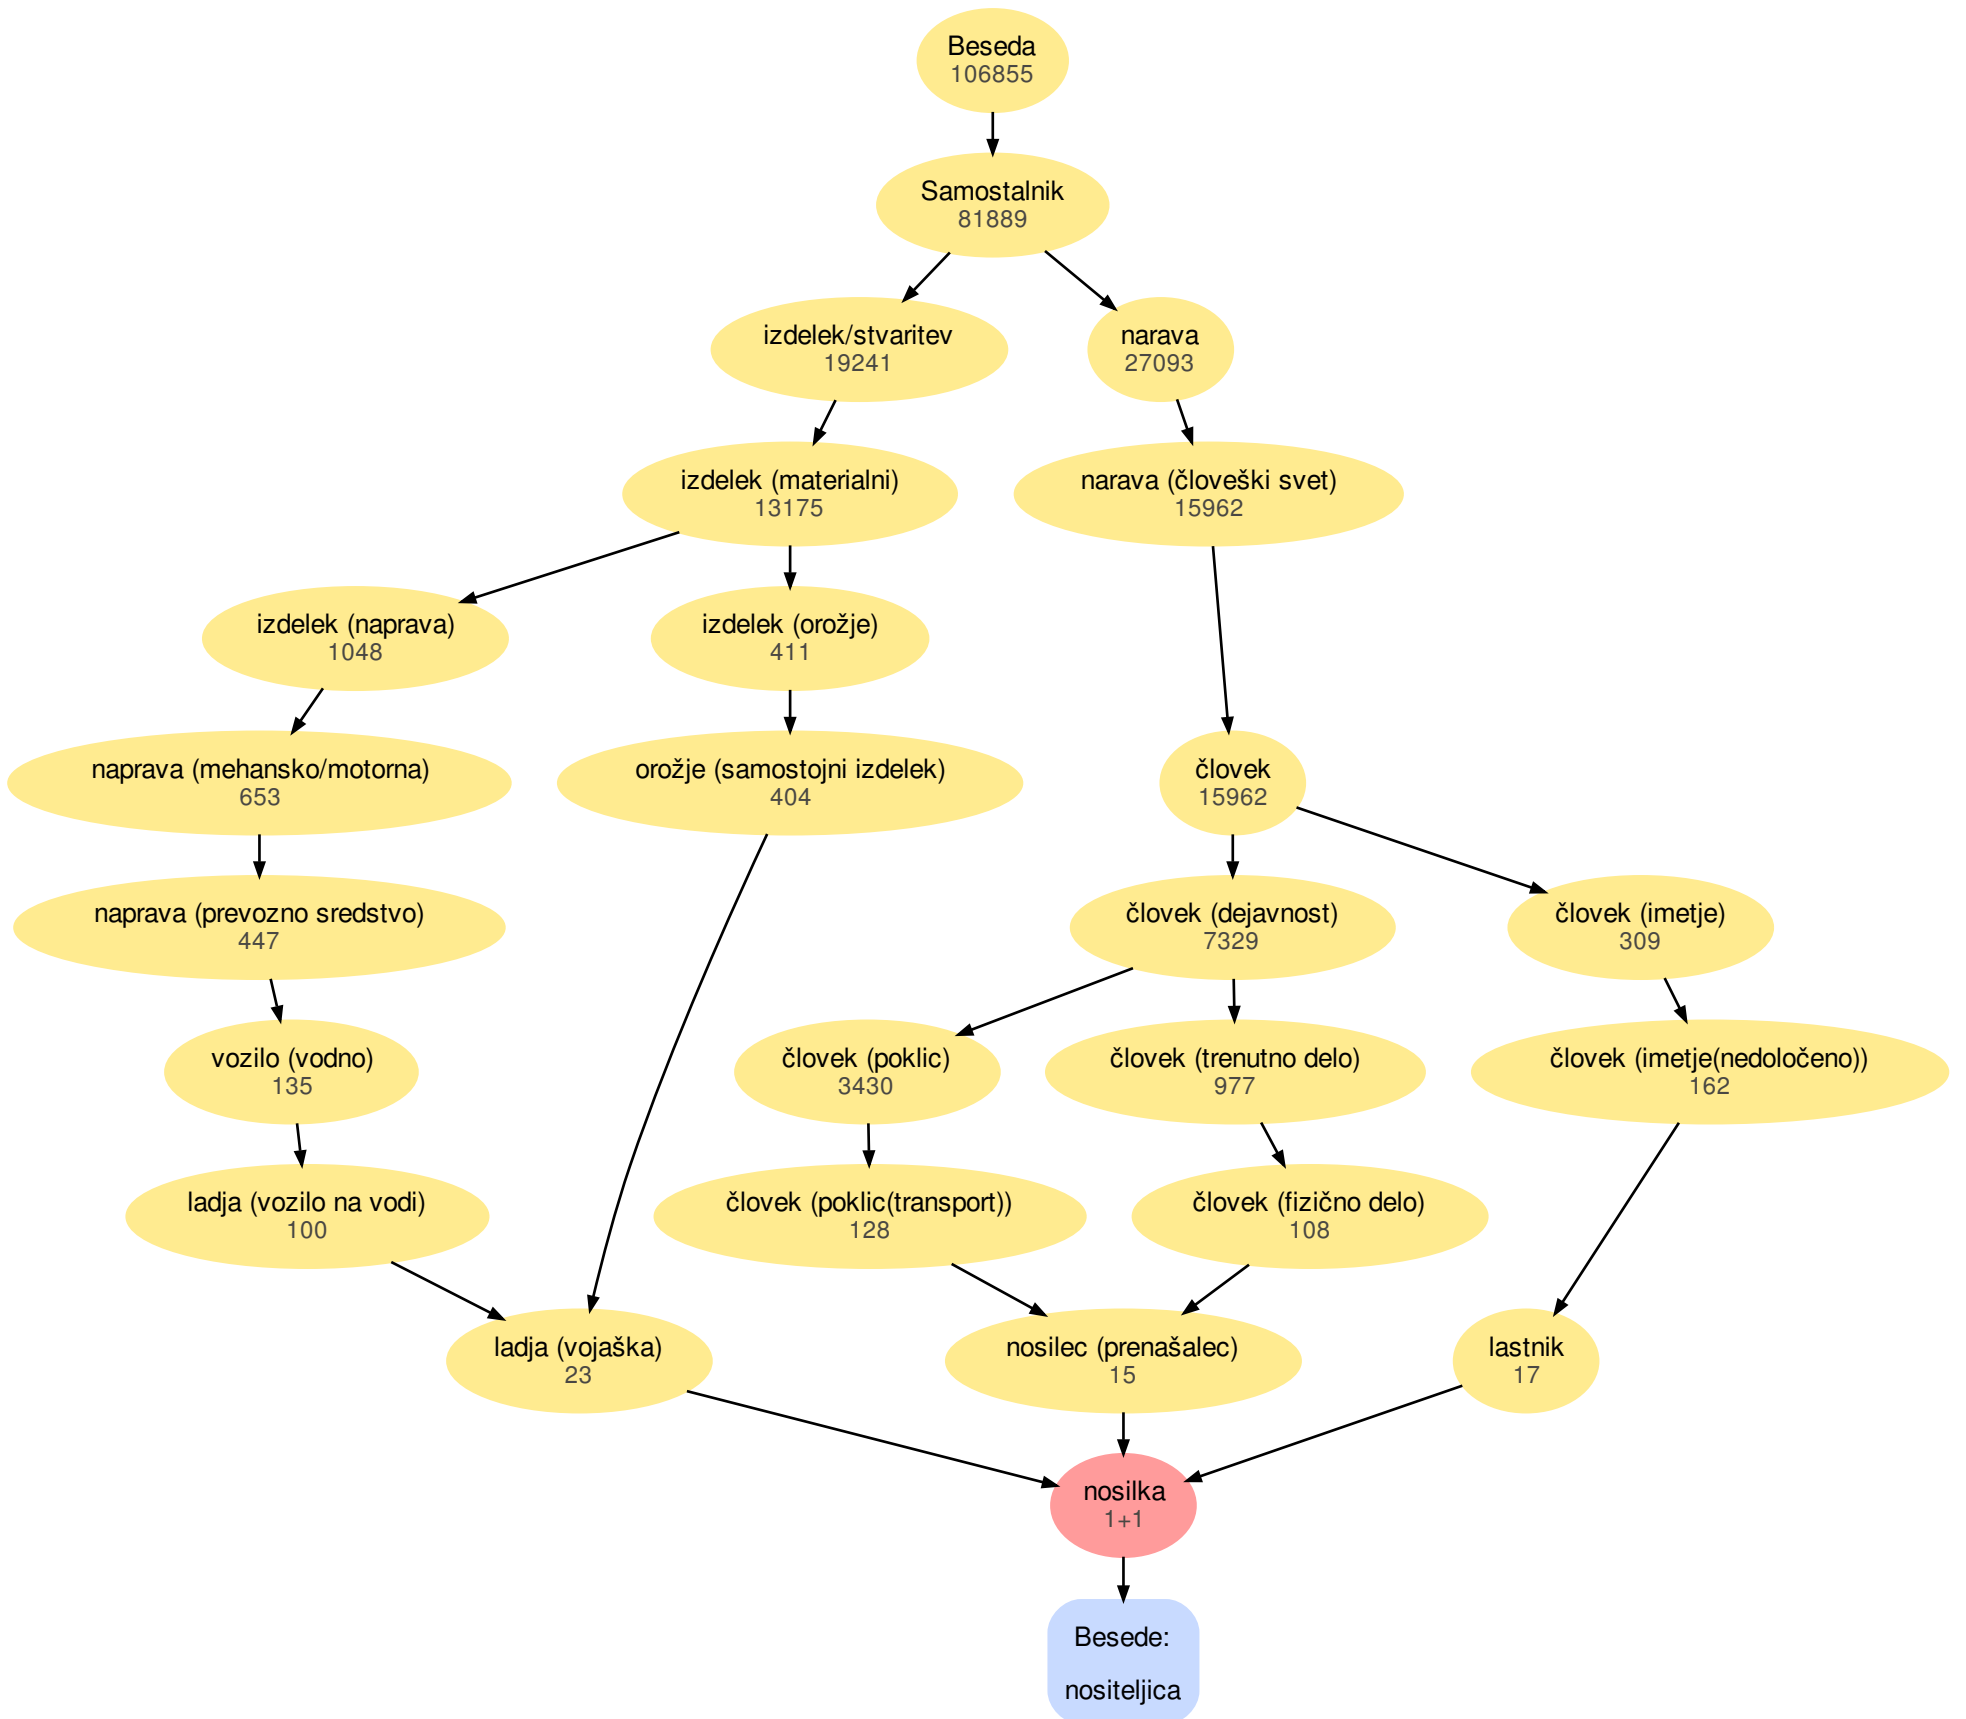 Beseda
106855
Samostalnik
81889
izdelek/stvaritev
19241
narava
27093
izdelek (materialni)
13175
narava (človeški svet)
15962
izdelek (naprava)
1048
izdelek (orožje)
411
naprava (mehansko/motorna)
653
orožje (samostojni izdelek)
404
človek
15962
naprava (prevozno sredstvo)
447
človek (dejavnost)
7329
človek (imetje)
309
vozilo (vodno)
135
človek (poklic)
3430
človek (trenutno delo)
977
človek (imetje(nedoločeno))
162
ladja (vozilo na vodi)
100
človek (poklic(transport))
128
človek (fizično delo)
108
ladja (vojaška)
23
nosilec (prenašalec)
15
lastnik
17
nosilka
1+1
Besede:
nositeljica